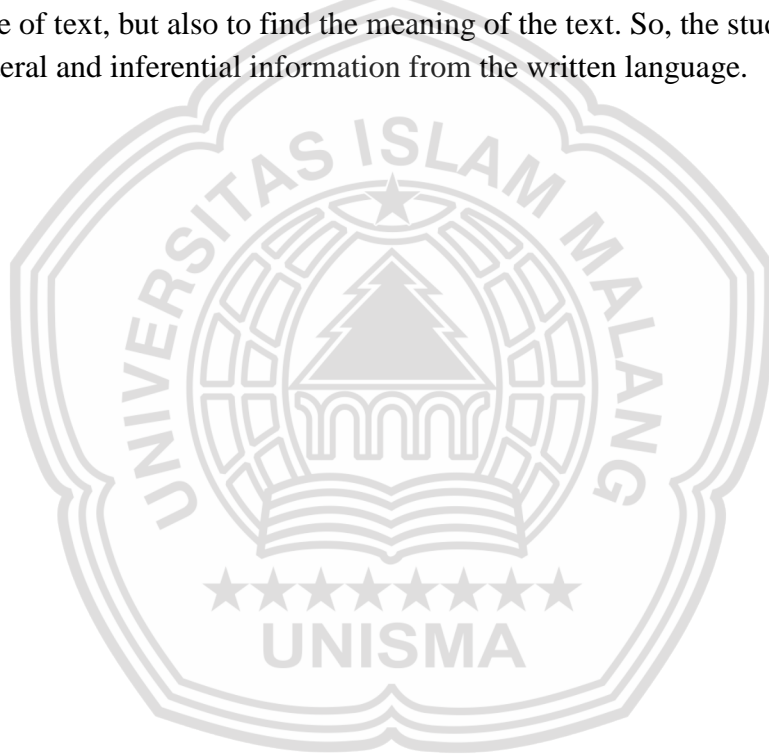 e of text, but also to find the meaning of the text. So, the stud
eral and inferential information from the written language.
UNIVERSITAS ISLAM MALANG
UNISMA